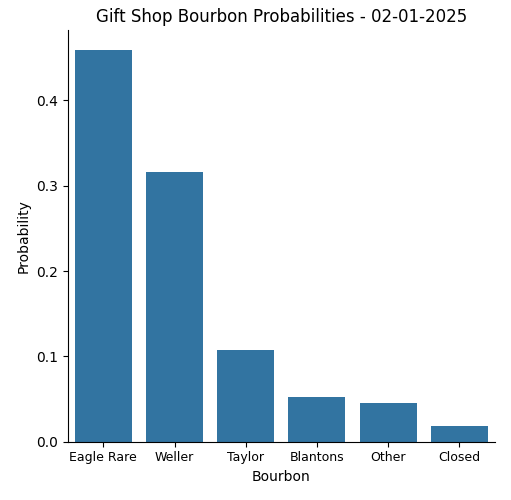 Gift Shop Bourbon Probabilities - 02-01-2025
0.4
0.3
0.2
0.1
0.0
Probability
Eagle Rare Weller Taylor Blantons Other Closed
Bourbon